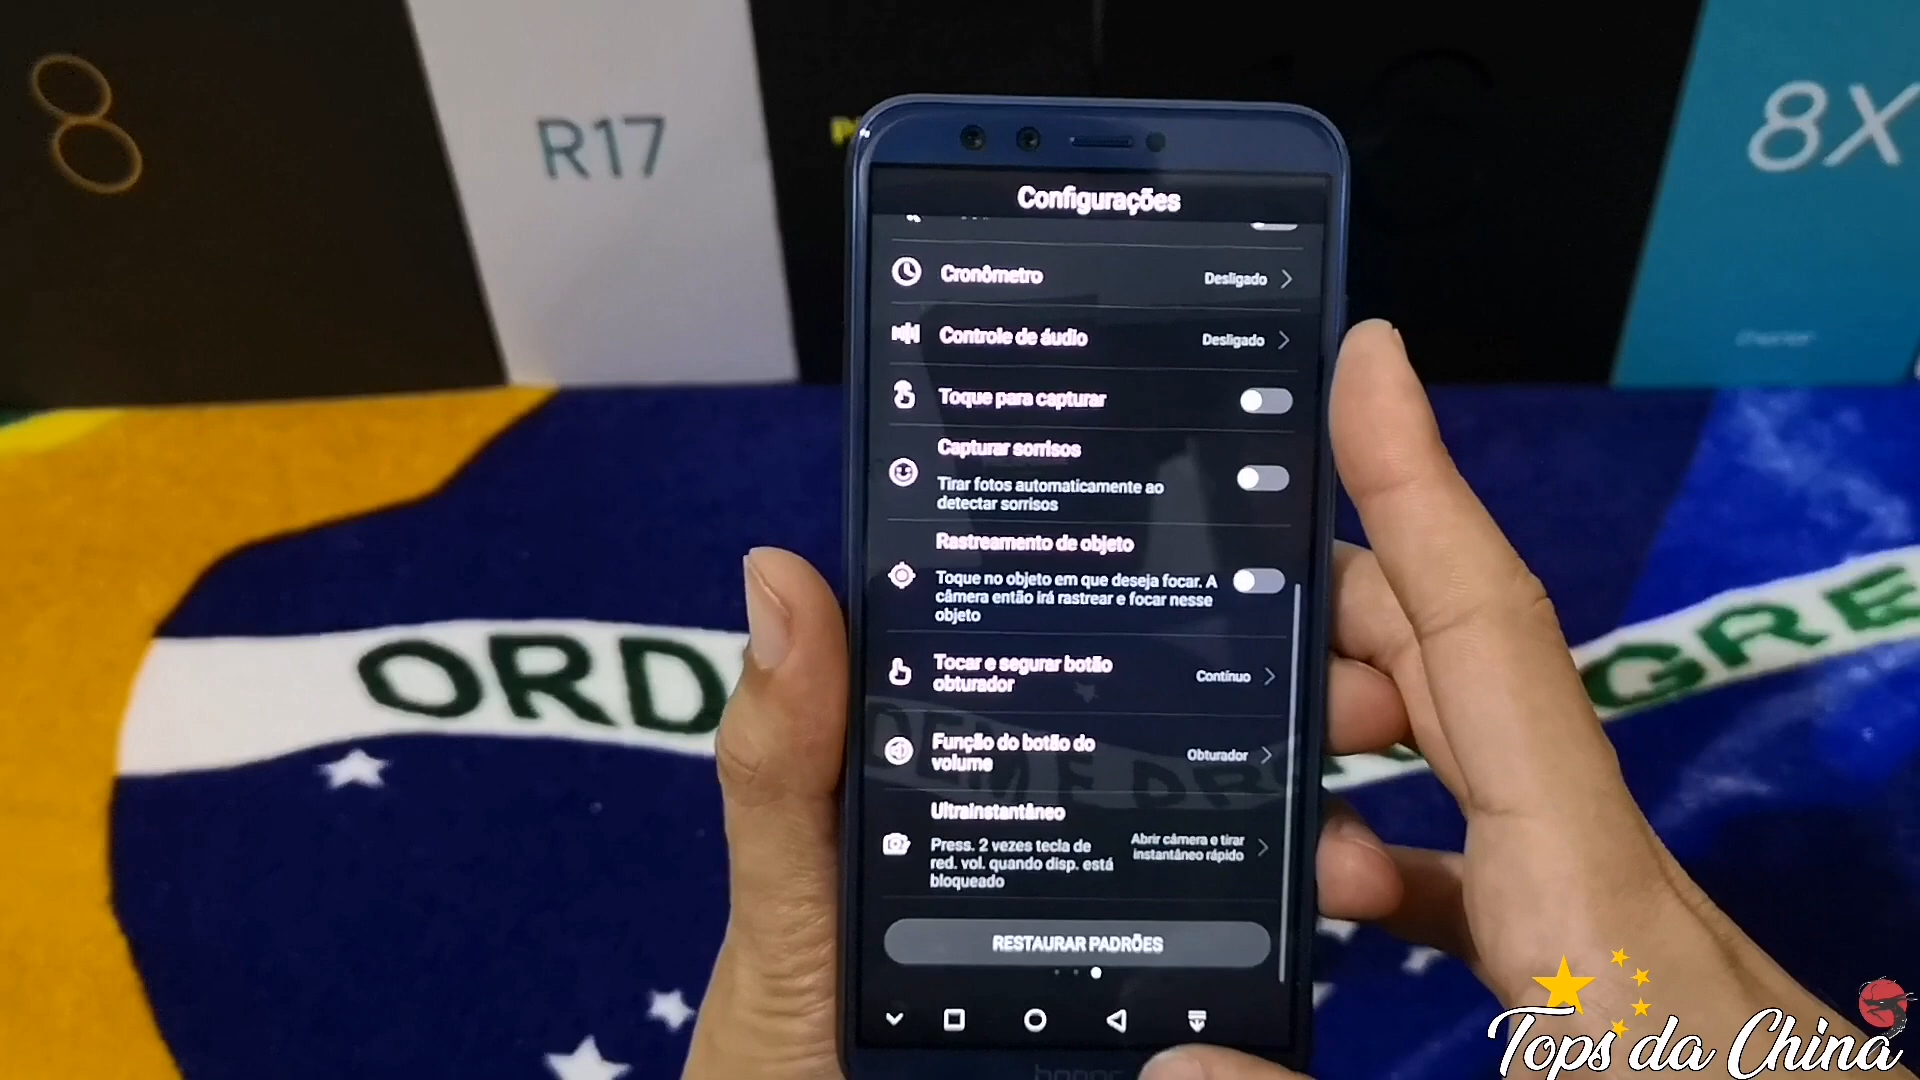 8
R17
8X
honor
Configurações
Cronômetro
Desligado
Controle de áudio
Desligado
Toque para capturar
Capturar sorrisos
Tirar fotos automaticamente ao
detectar sorrisos
Rastreamento de objeto
Toque no objeto em que deseja focar. A
câmera então irá rastrear e focar nesse
objeto
Tocar e segurar botão
obturador
Contínuo
Função do botão do
volume
Obturador
UltraInstantâneo
Press. 2 vezes tecla de
red. vol. quando disp. está
bloqueado
Abrir câmera e tirar
instantâneo rápido
RESTAURAR PADRÕES
honor
ORD
GRE
Tops da China